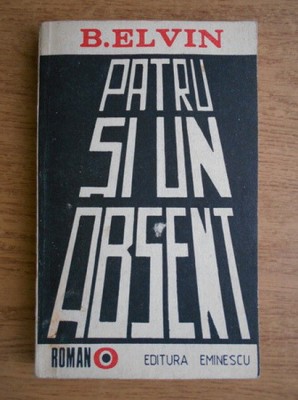 B.ELVIN
PATRU
ȘI UN
ABSENT
ROMAN EDITURA EMINESCU